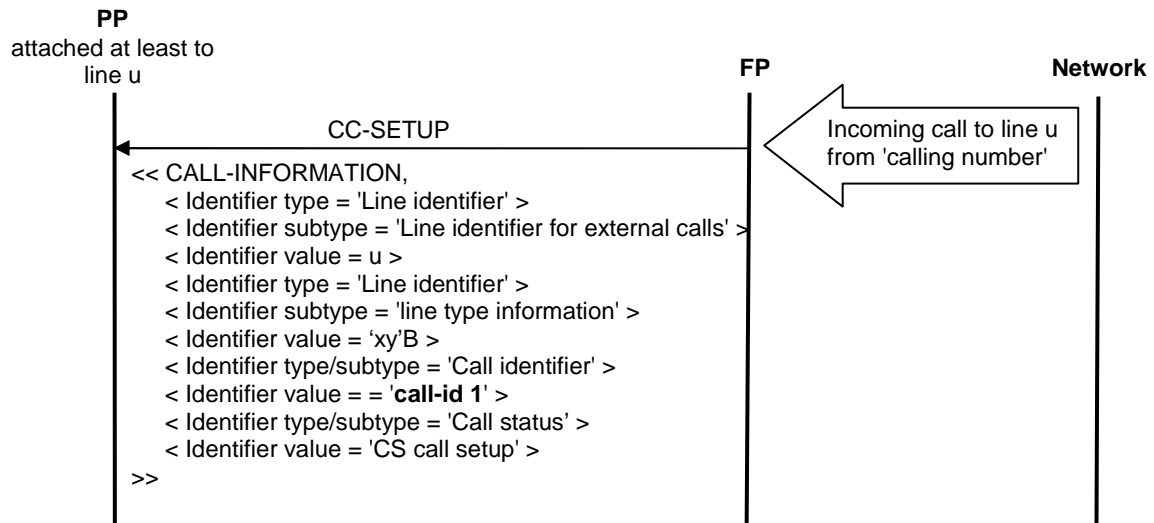 PP
attached at least to
line u
FP
Network
CC-SETUP
Incoming call to line u
from 'calling number'
<< CALL-INFORMATION,
< Identifier type = 'Line identifier' >
< Identifier subtype = 'Line identifier for external calls' >
< Identifier value = u >
< Identifier type = 'Line identifier' >
< Identifier subtype = 'line type information' >
< Identifier value = ‘xy’B >
< Identifier type/subtype = 'Call identifier' >
< Identifier value = = 'call-id 1' >
< Identifier type/subtype = 'Call status’ >
< Identifier value = 'CS call setup' >
>>